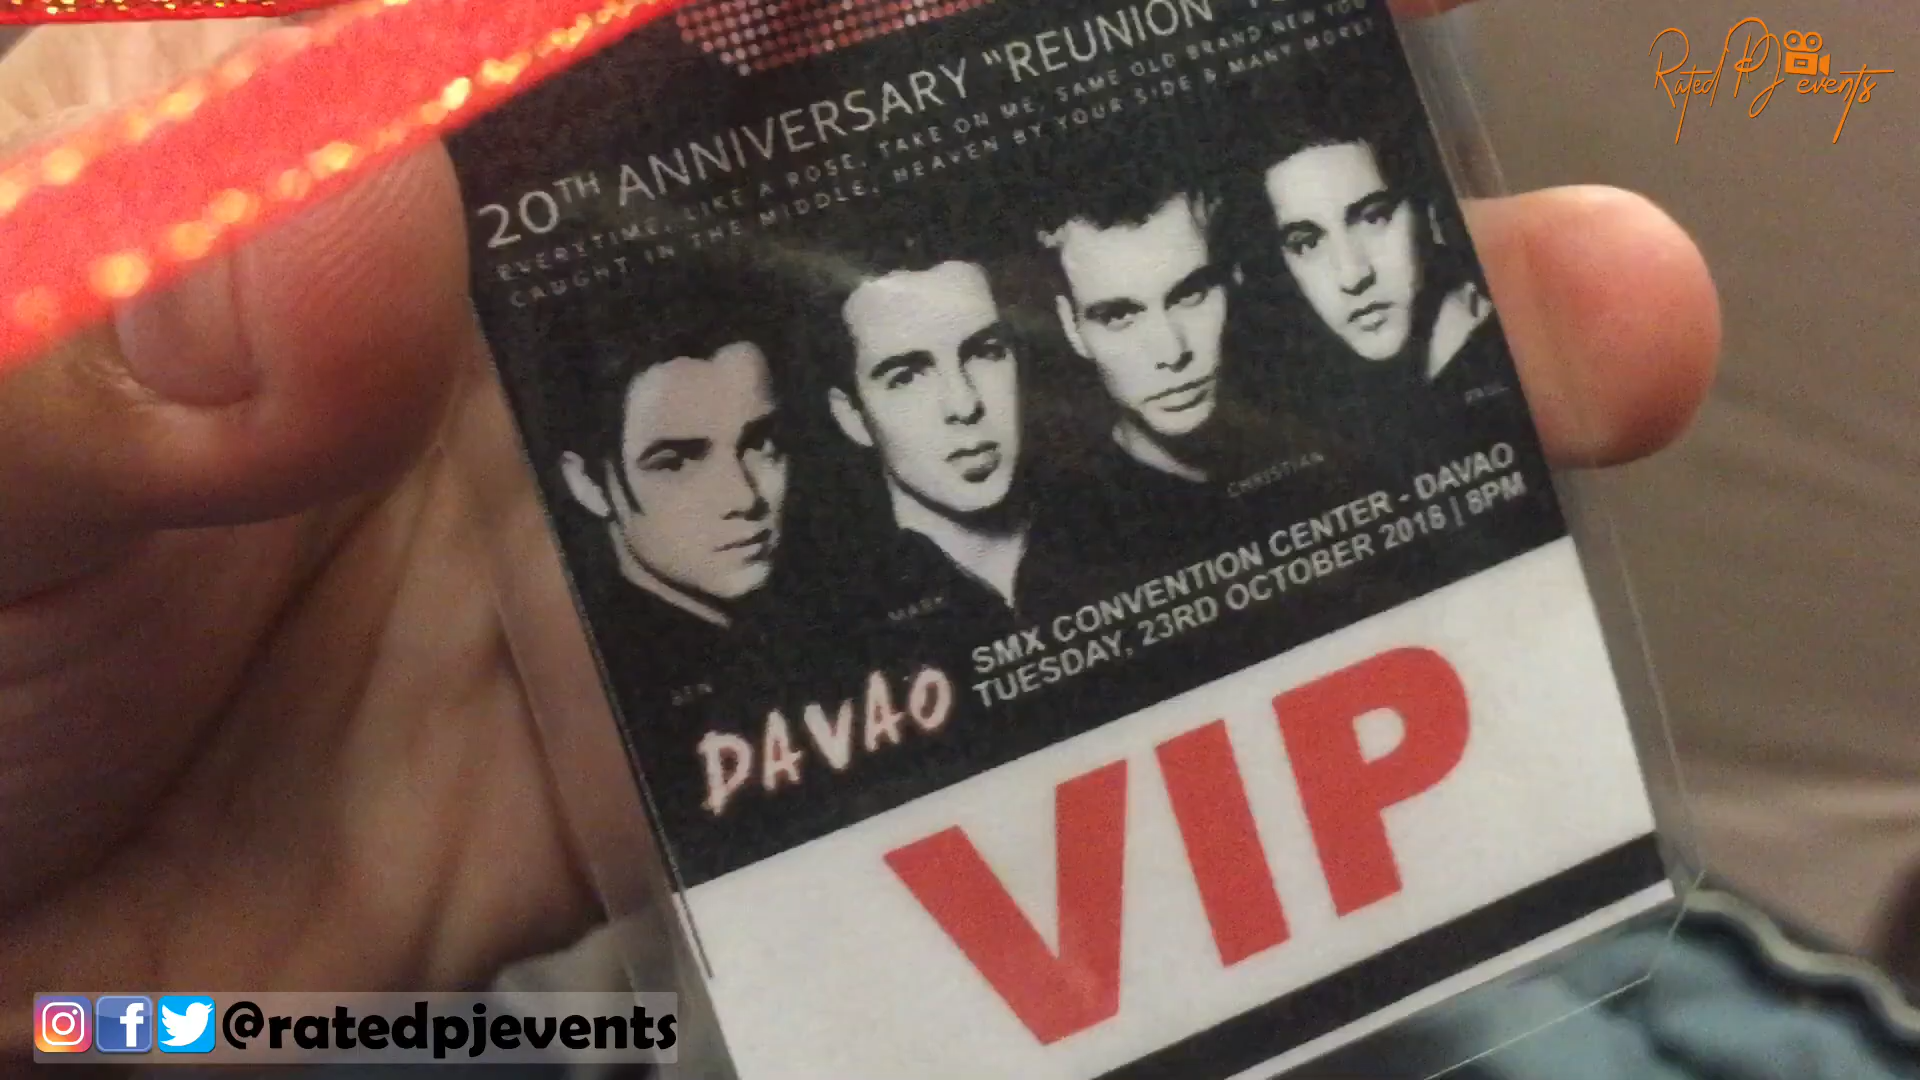 Rated PJ events
20TH ANNIVERSARY "REUNION"
EVERYTIME, LIKE A ROSE, TAKE ON ME, SAME OLD BRAND NEW YOU
CAUGHT IN THE MIDDLE, HEAVEN BY YOUR SIDE & MANY MORE!
PAUL
CHRISTIAN
MARK
BEN
DAVAO
SMX CONVENTION CENTER - DAVAO
TUESDAY, 23RD OCTOBER 2018 | 8PM
VIP
@ratedpjevents